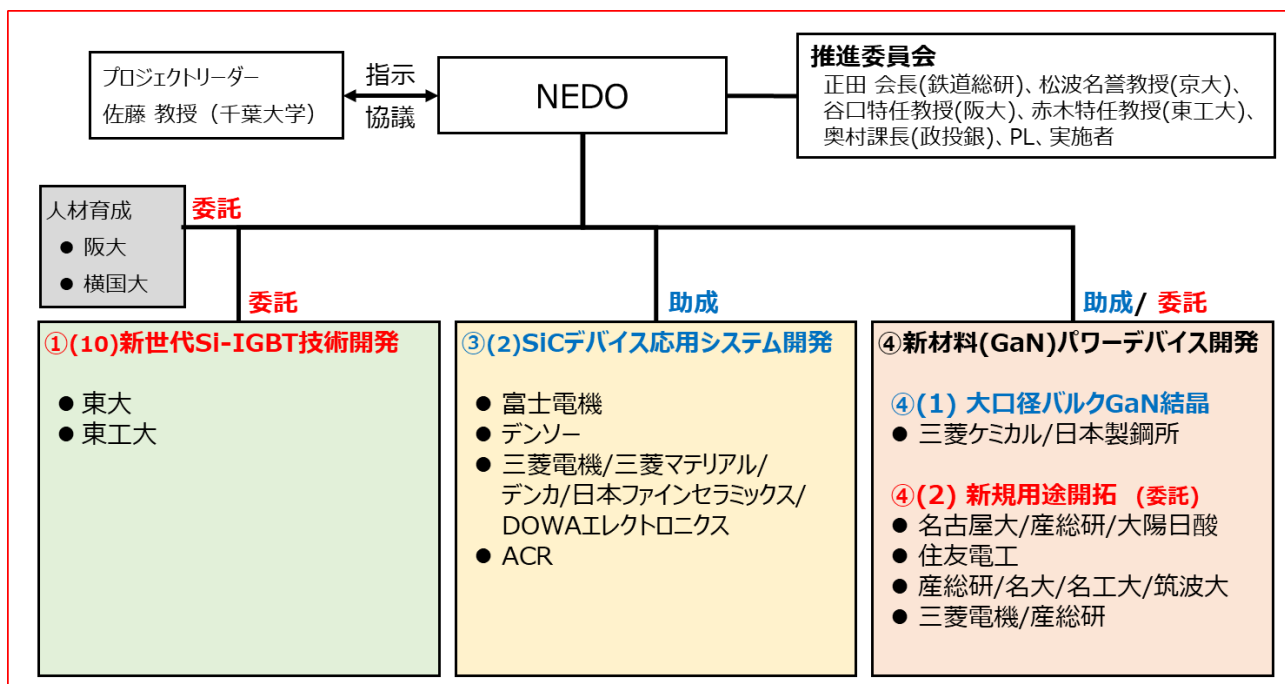 プロジェクトリーダー
佐藤 教授（千葉大学）
指示
協議
NEDO
推進委員会
正田 会長(鉄道総研)、松波名誉教授(京大)、
谷口特任教授(阪大)、赤木特任教授(東工大)、
奥村課長(政投銀)、PL、実施者
人材育成
● 阪大
● 横国大
委託
委託
助成
助成/ 委託
①(10)新世代Si-IGBT技術開発
● 東大
● 東工大
③(2)SiCデバイス応用システム開発
● 富士電機
● デンソー
● 三菱電機/三菱マテリアル/
デンカ/日本ファインセラミックス/
DOWAエレクトロニクス
● ACR
④新材料(GaN)パワーデバイス開発
④(1) 大口径バルクGaN結晶
● 三菱ケミカル/日本製鋼所
④(2) 新規用途開拓 (委託)
● 名古屋大/産総研/大陽日酸
● 住友電工
● 産総研/名大/名工大/筑波大
● 三菱電機/産総研